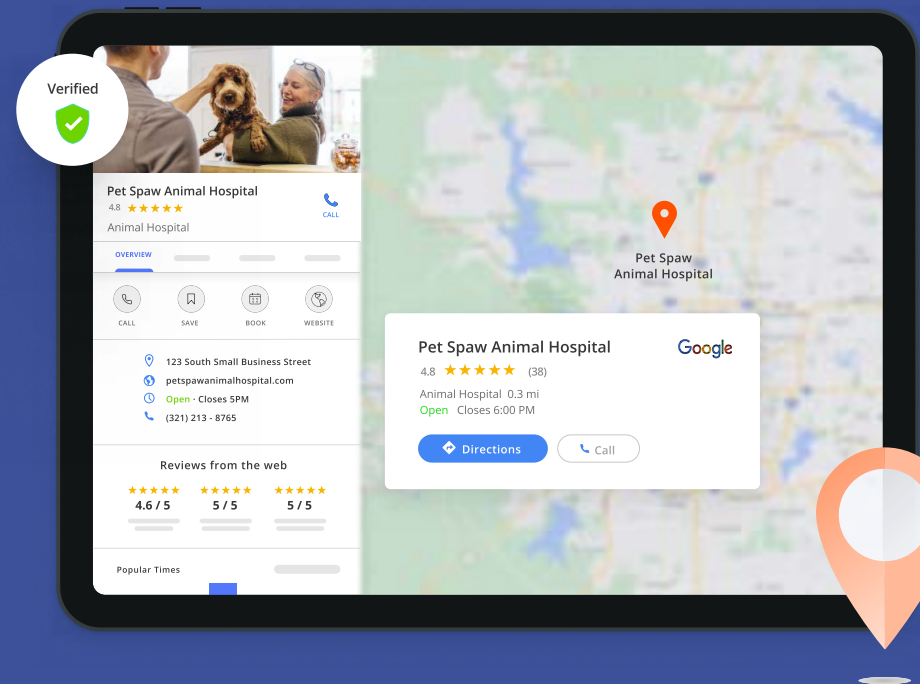 Verified
Pet Spaw Animal Hospital
4.8
CALL
Animal Hospital
OVERVIEW
CALL SAVE BOOK WEBSITE
123 South Small Business Street
petspawanimalhospital.com
Open · Closes 5PM
(321) 213 - 8765
Reviews from the web
4.6 / 5 5 / 5 5 / 5
Popular Times
Pet Spaw
Animal Hospital
Pet Spaw Animal Hospital
Google
4.8 (38)
Animal Hospital 0.3 mi
Open Closes 6:00 PM
Directions Call